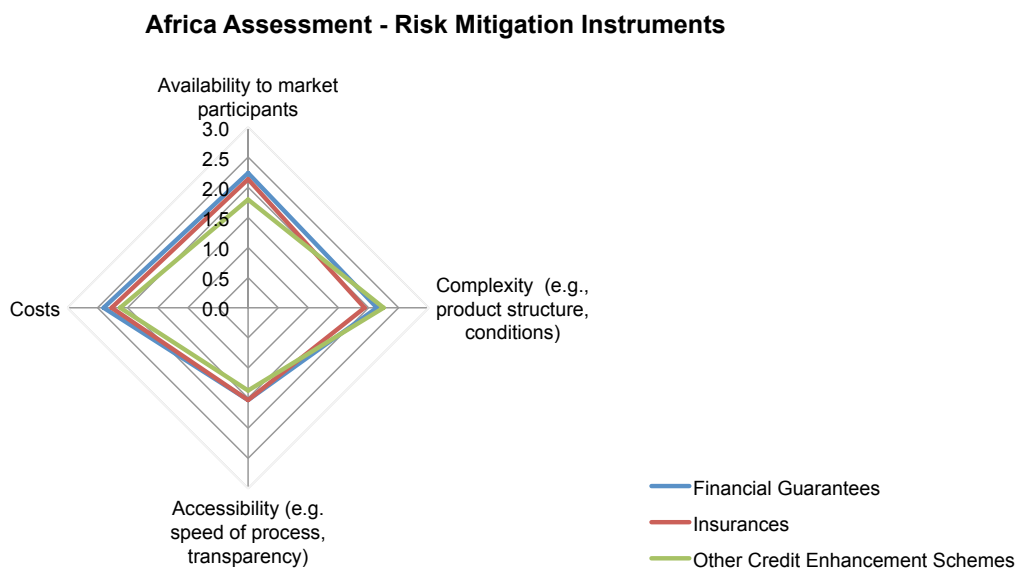 Africa Assessment - Risk Mitigation Instruments
Availability to market
participants
3.0
2.5
2.0
1.5
1.0
0.5
0.0
Costs
Complexity  (e.g.,
product structure,
conditions)
Accessibility (e.g.
speed of process,
transparency)
Financial Guarantees
Insurances
Other Credit Enhancement Schemes